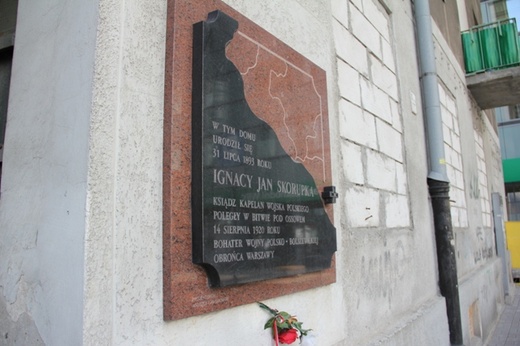 W TYM DOMU
URODZIŁ SIĘ
31 LIPCA 1893 ROKU
IGNACY JAN SKORUPKA
KSIĄDZ KAPELAN WOJSKA POLSKIEGO
POLEGŁY W BITWIE POD OSSOWEM
14 SIERPNIA 1920 ROKU
BOHATER WOJNY POLSKO-BOLSZEWICKIEJ
OBROŃCA WARSZAWY